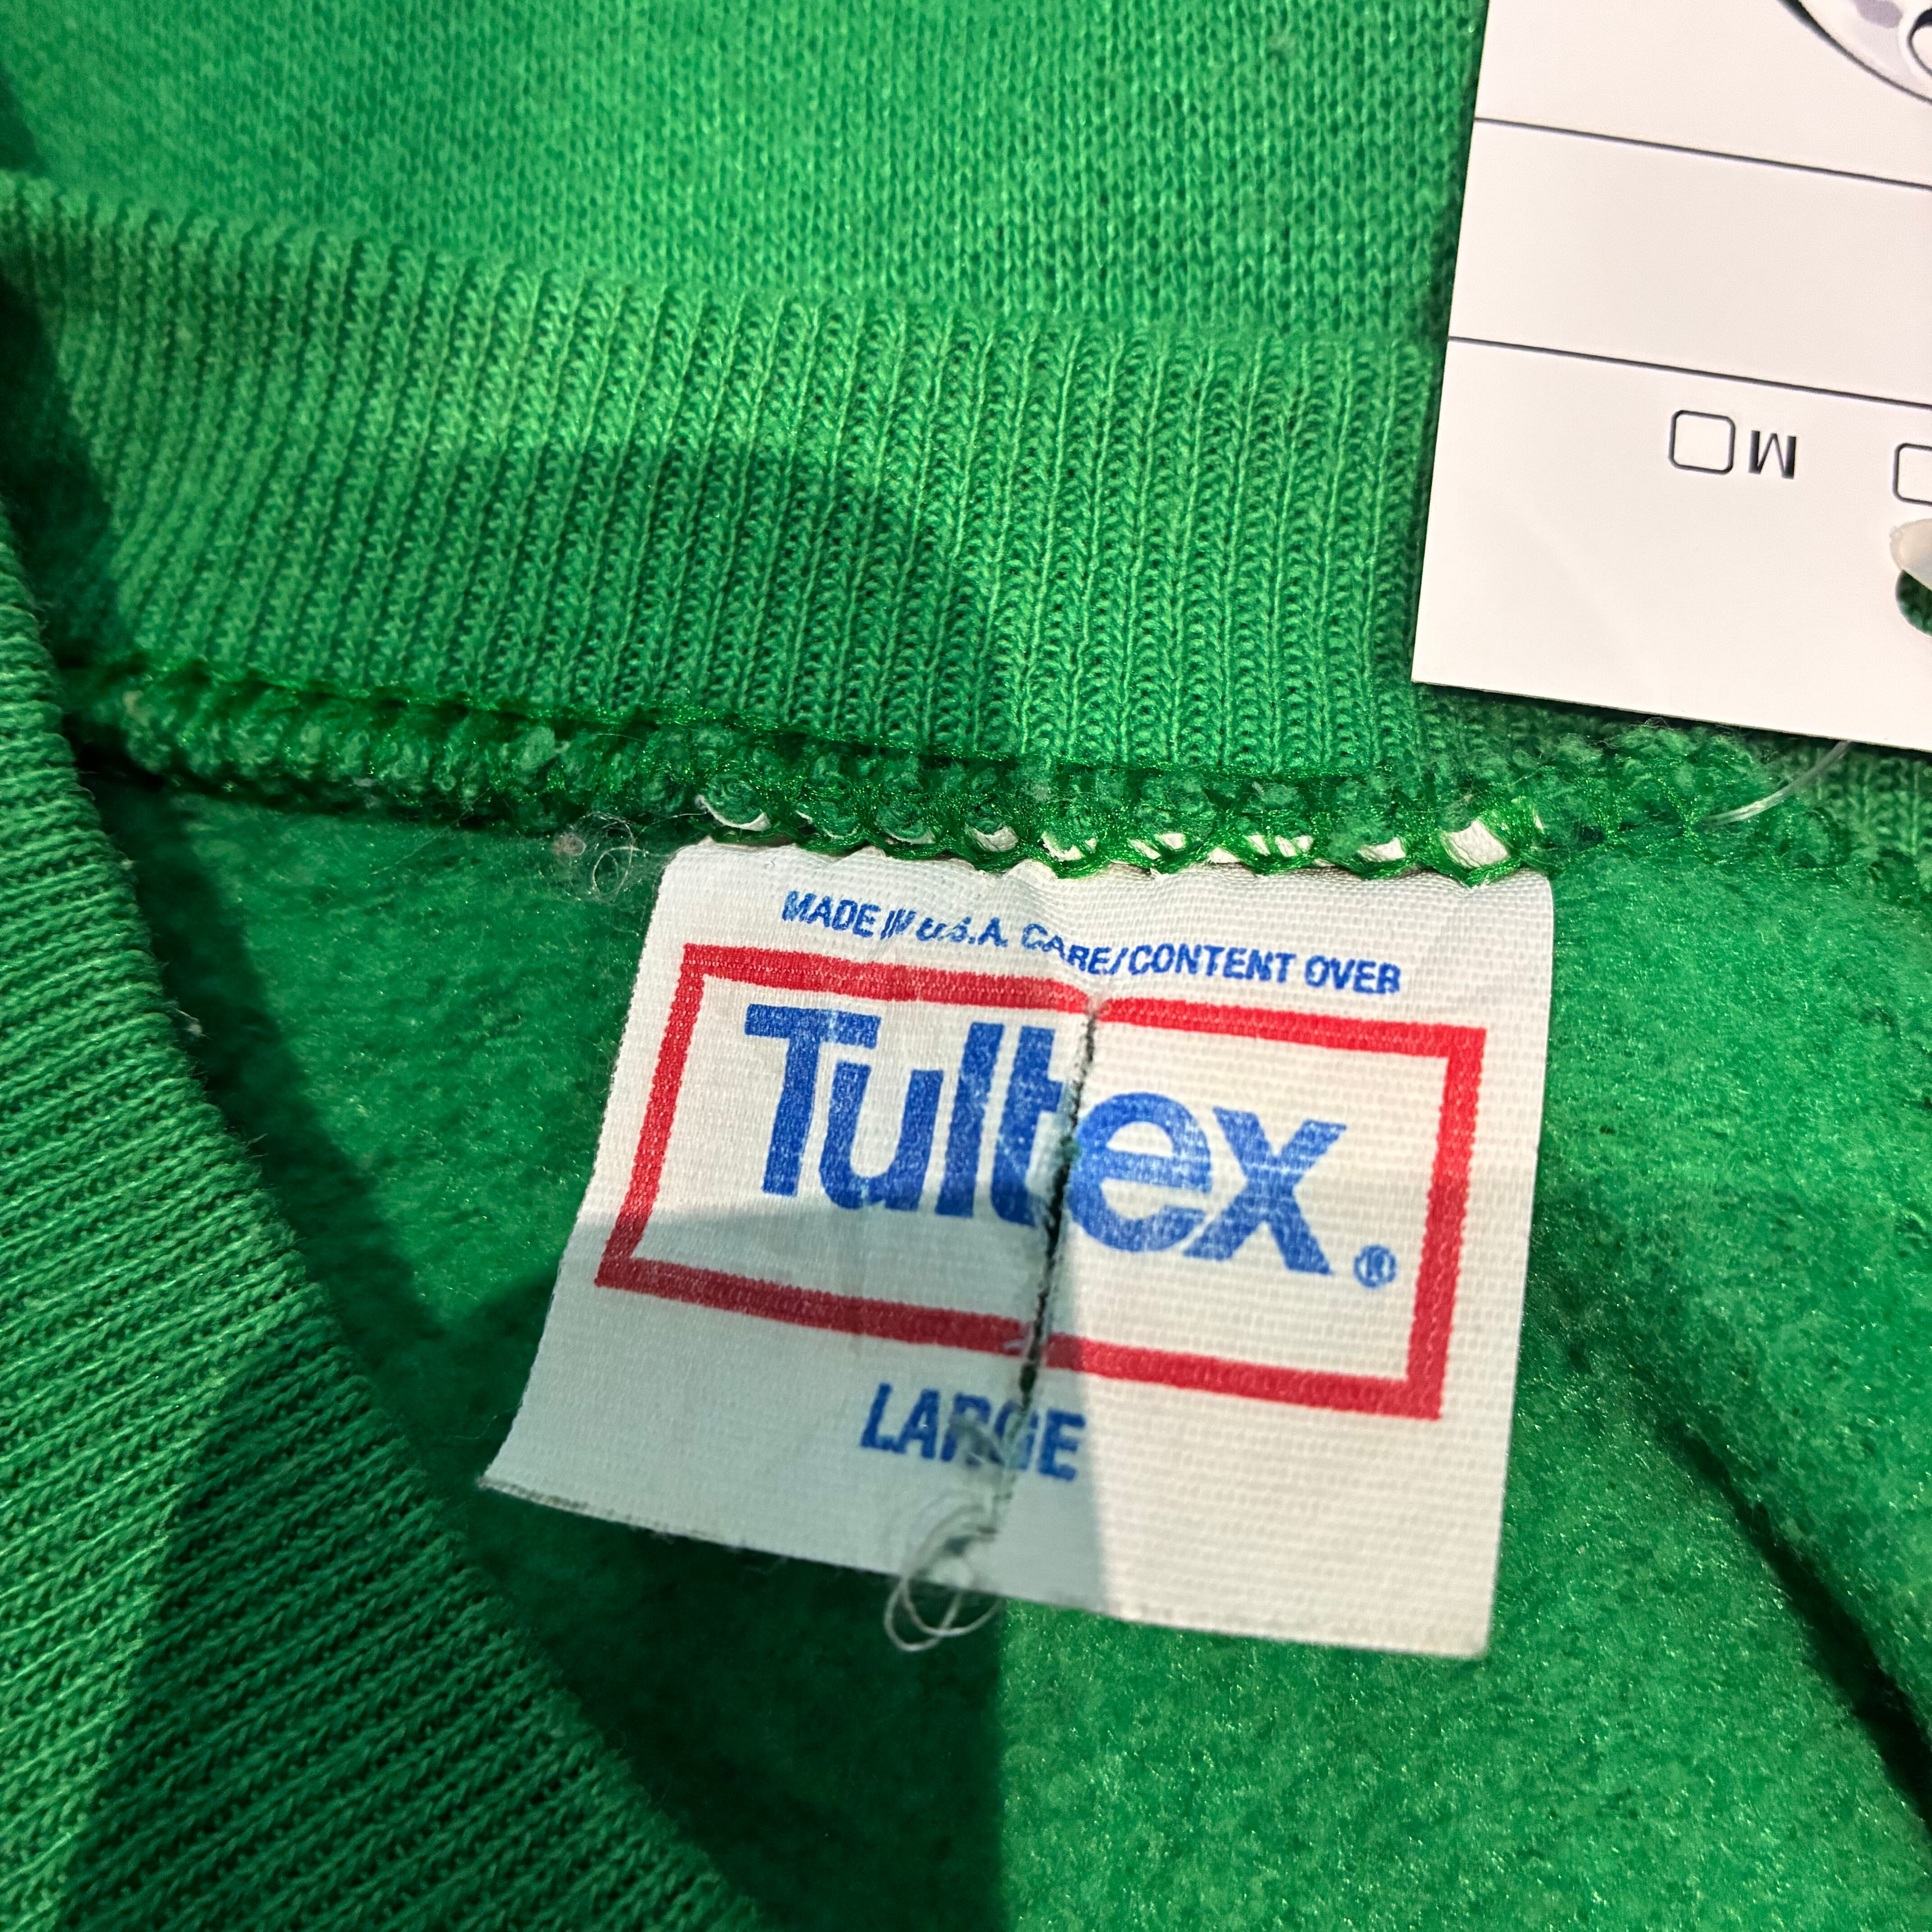 M
MADE IN U.S.A. CARE/CONTENT OVER
Tultex®
LARGE